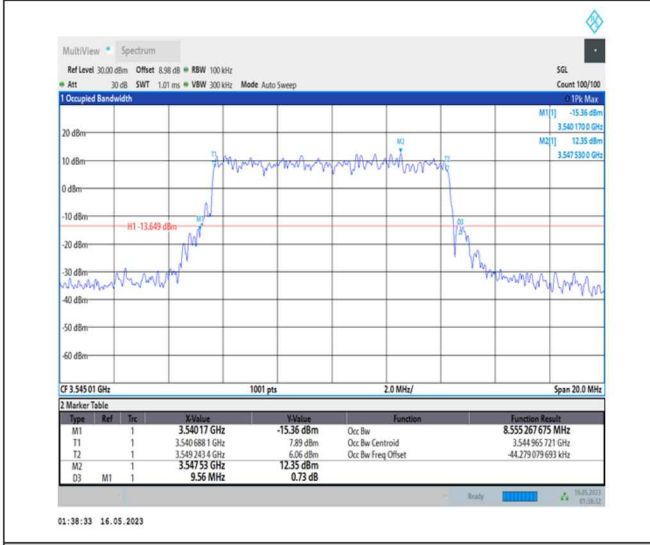 MultiView Spectrum
Ref Level 30.00 dBm Offset 8.98 dB RBW 100 kHz SGL
Att 30 dB SWT 1.01 ms VBW 300 kHz Mode Auto Sweep Count 100/100
1 Occupied Bandwidth 1Pk Max
M1[1] -15.36 dBm
3.540 170 0 GHz
M2[1] 12.35 dBm
3.547 530 0 GHz
20 dBm
M2
T1
T2
10 dBm
0 dBm
-10 dBm
M1
D3
H1 -13.649 dBm
-20 dBm
-30 dBm
-40 dBm
-50 dBm
-60 dBm
CF 3.545 01 GHz 1001 pts 2.0 MHz/ Span 20.0 MHz
2 Marker Table
Type Ref Trc X-Value Y-Value Function Function Result
M1 1 3.540 17 GHz -15.36 dBm Occ Bw 8.555 267 675 MHz
T1 1 3.540 688 1 GHz 7.89 dBm Occ Bw Centroid 3.544 965 721 GHz
T2 1 3.549 243 4 GHz 6.06 dBm Occ Bw Freq Offset -44.279 079 693 kHz
M2 1 3.547 53 GHz 12.35 dBm
D3 M1 1 9.56 MHz 0.73 dB
Ready 16.05.2023
01:38:32
01:38:33 16.05.2023